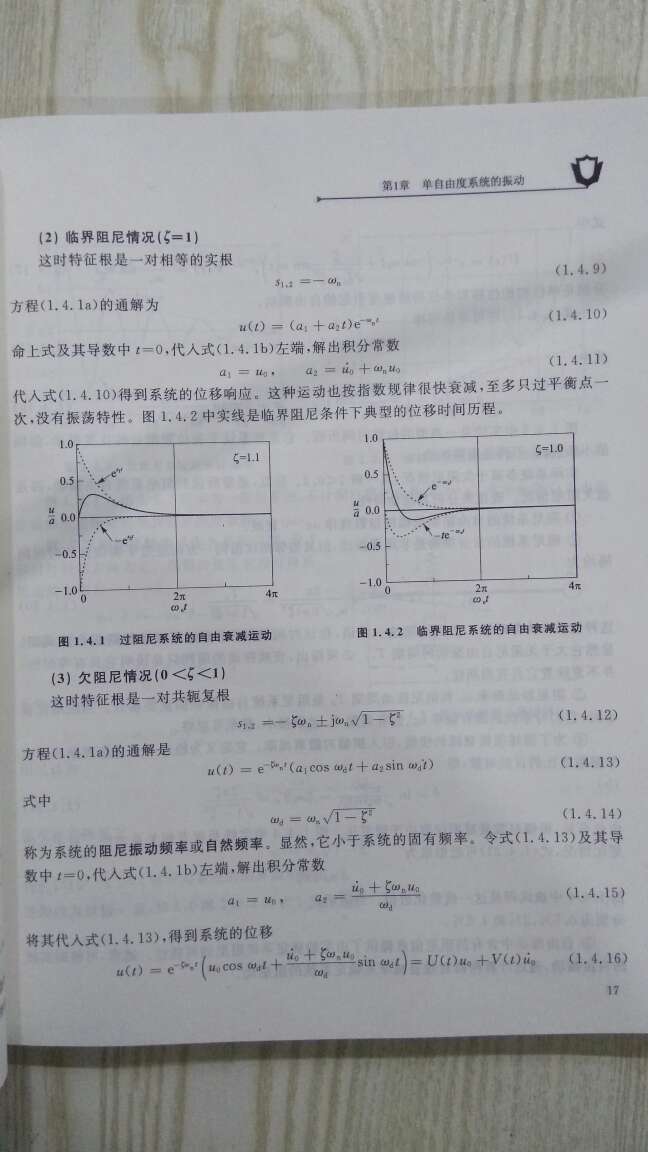 第1章 单自由度系统的振动
(2) 临界阻尼情况(ζ=1)
这时特征根是一对相等的实根
s₁,₂ = − ωₙ (1.4.9)
方程(1.4.1a)的通解为
u(t) = (a₁ + a₂t)e^{−ωₙt} (1.4.10)
命上式及其导数中 t=0,代入式(1.4.1b)左端,解出积分常数
a₁ = u₀, a₂ = u̇₀ + ωₙu₀ (1.4.11)
代入式(1.4.10)得到系统的位移响应。这种运动也按指数规律很快衰减,至多只过平衡点一
次,没有振荡特性。图 1.4.2 中实线是临界阻尼条件下典型的位移时间历程。
1.0
0.5
0.0
−0.5
−1.0
u/a
ζ=1.1
0 2π 4π
ωₙt
1.0
0.5
0.0
−0.5
−1.0
u/a
ζ=1.0
e^{−ωₙt}
−te^{−ωₙt}
0 2π 4π
ωₙt
图 1.4.1 过阻尼系统的自由衰减运动
图 1.4.2 临界阻尼系统的自由衰减运动
(3) 欠阻尼情况(0<ζ<1)
这时特征根是一对共轭复根
s₁,₂ = − ζωₙ ± jωₙ√(1 − ζ²) (1.4.12)
方程(1.4.1a)的通解是
u(t) = e^{−ζωₙt}(a₁cos ω_d t + a₂sin ω_d t) (1.4.13)
式中
ω_d = ωₙ√(1 − ζ²) (1.4.14)
称为系统的阻尼振动频率或自然频率。显然,它小于系统的固有频率。令式(1.4.13)及其导
数中 t=0,代入式(1.4.1b)左端,解出积分常数
a₁ = u₀, a₂ = (u̇₀ + ζωₙu₀)/ω_d (1.4.15)
将其代入式(1.4.13),得到系统的位移
u(t) = e^{−ζωₙt}(u₀cos ω_d t + (u̇₀ + ζωₙu₀)/ω_d sin ω_d t) = U(t)u₀ + V(t)u̇₀ (1.4.16)
17